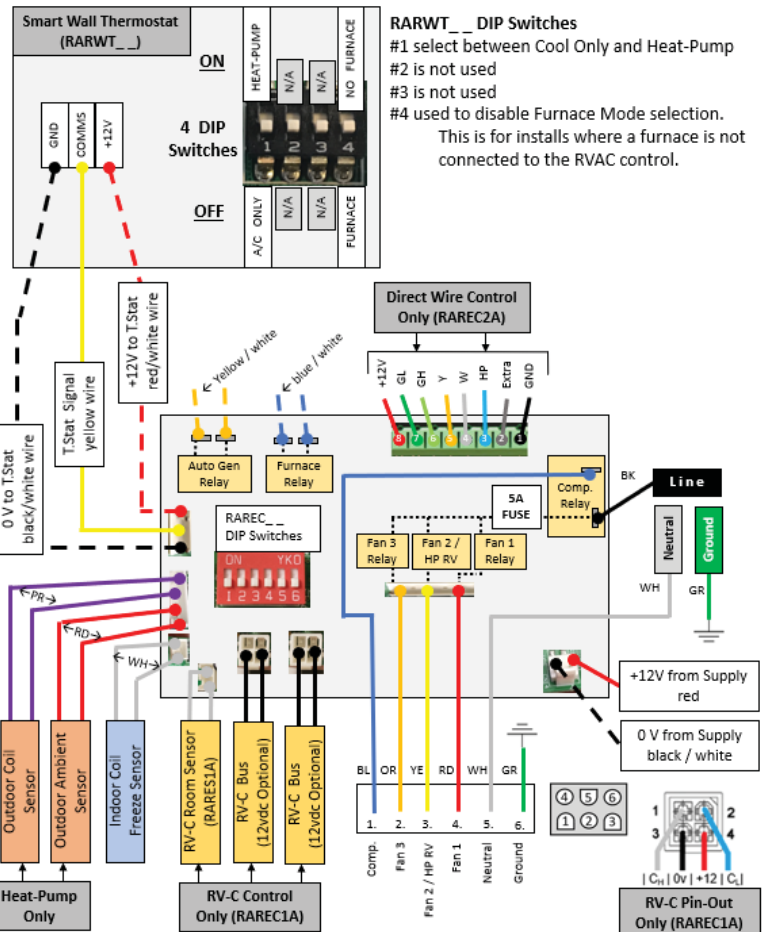 Smart Wall Thermostat
(RARWT_ _)
ON
HEAT-PUMP
N/A
N/A
NO FURNACE
4 DIP
Switches
1 2 3 4
OFF
A/C ONLY
N/A
N/A
FURNACE
GND
COMMS
+12V
RARWT_ _ DIP Switches
#1 select between Cool Only and Heat-Pump
#2 is not used
#3 is not used
#4 used to disable Furnace Mode selection.
This is for installs where a furnace is not
connected to the RVAC control.
0 V to T.Stat
black/white wire
T.Stat Signal
yellow wire
+12V to T.Stat
red/white wire
Yellow / white
blue / white
Direct Wire Control
Only (RAREC2A)
+12V
GL
GH
Y
W
HP
Extra
GND
8 7 6 5 4 3 2 1
Auto Gen
Relay
Furnace
Relay
RAREC_ _
DIP Switches
ON YKO
1 2 3 4 5 6
5A
FUSE
Comp.
Relay
Fan 3
Relay
Fan 2 /
HP RV
Fan 1
Relay
BK
Line
Neutral
Ground
WH
GR
+12V from Supply
red
0 V from Supply
black / white
PR
RD
WH
Outdoor Coil
Sensor
Outdoor Ambient
Sensor
Indoor Coil
Freeze Sensor
RV-C Room Sensor
(RARES1A)
RV-C Bus
(12vdc Optional)
RV-C Bus
(12vdc Optional)
Heat-Pump
Only
RV-C Control
Only (RAREC1A)
BL OR YE RD WH GR
1. 2. 3. 4. 5. 6.
Comp.
Fan 3
Fan 2 / HP RV
Fan 1
Neutral
Ground
4 5 6
1 2 3
1 2
3 4
| CH | 0v | +12 | CL |
RV-C Pin-Out
Only (RAREC1A)